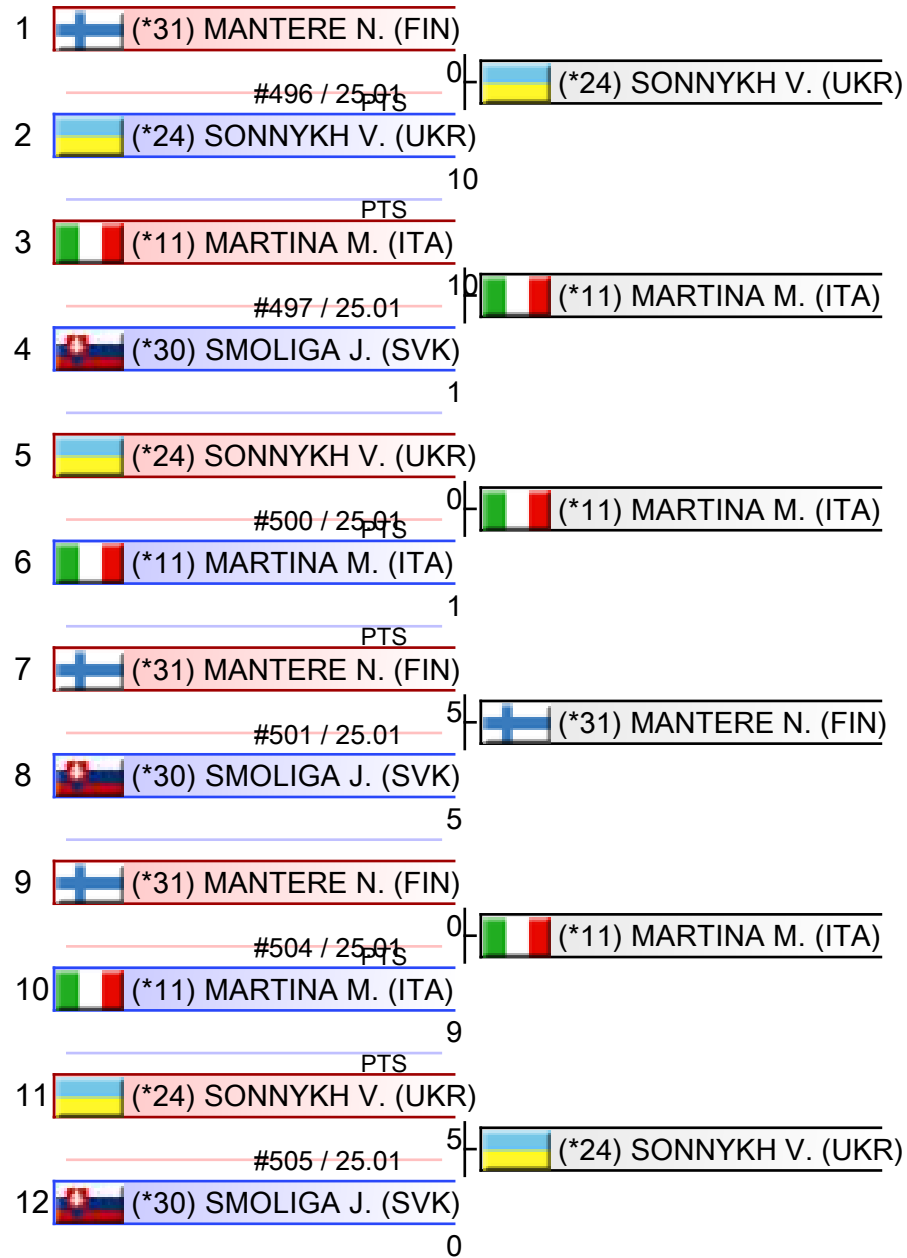 1 (*31) MANTERE N. (FIN)
0 (*24) SONNYKH V. (UKR)
#496 / 25.01
PTS
2 (*24) SONNYKH V. (UKR)
10
PTS
3 (*11) MARTINA M. (ITA)
10 (*11) MARTINA M. (ITA)
#497 / 25.01
4 (*30) SMOLIGA J. (SVK)
1
5 (*24) SONNYKH V. (UKR)
0 (*11) MARTINA M. (ITA)
#500 / 25.01
PTS
6 (*11) MARTINA M. (ITA)
1
PTS
7 (*31) MANTERE N. (FIN)
5 (*31) MANTERE N. (FIN)
#501 / 25.01
8 (*30) SMOLIGA J. (SVK)
5
9 (*31) MANTERE N. (FIN)
0 (*11) MARTINA M. (ITA)
#504 / 25.01
PTS
10 (*11) MARTINA M. (ITA)
9
PTS
11 (*24) SONNYKH V. (UKR)
5 (*24) SONNYKH V. (UKR)
#505 / 25.01
12 (*30) SMOLIGA J. (SVK)
0